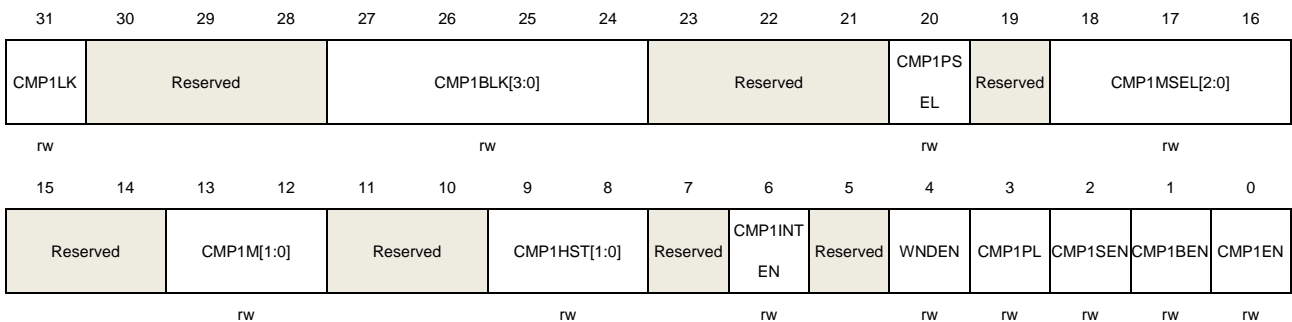 31 30 29 28 27 26 25 24 23 22 21 20 19 18 17 16
CMP1LK Reserved CMP1BLK[3:0] Reserved CMP1PS
EL Reserved CMP1MSEL[2:0]
rw rw rw rw
15 14 13 12 11 10 9 8 7 6 5 4 3 2 1 0
Reserved CMP1M[1:0] Reserved CMP1HST[1:0] Reserved CMP1INT
EN Reserved WNDEN CMP1PL CMP1SEN CMP1BEN CMP1EN
rw rw rw rw rw rw rw rw